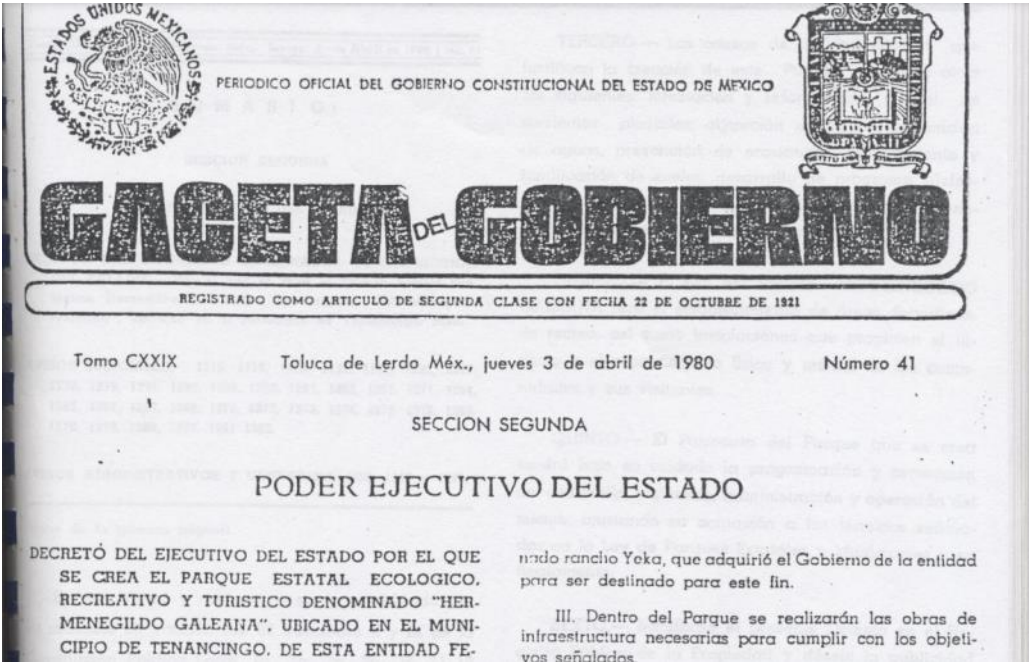 ESTADOS UNIDOS MEXICANOS
PERIODICO OFICIAL DEL GOBIERNO CONSTITUCIONAL DEL ESTADO DE MEXICO
GACETA DEL GOBIERNO
REGISTRADO COMO ARTICULO DE SEGUNDA CLASE CON FECHA 22 DE OCTUBRE DE 1921
Tomo CXXIX Toluca de Lerdo Méx., jueves 3 de abril de 1980 Número 41
SECCION SEGUNDA
PODER EJECUTIVO DEL ESTADO
DECRETO DEL EJECUTIVO DEL ESTADO POR EL QUE
SE CREA EL PARQUE ESTATAL ECOLOGICO,
RECREATIVO Y TURISTICO DENOMINADO "HER-
MENEGILDO GALEANA", UBICADO EN EL MUNI-
CIPIO DE TENANCINGO, DE ESTA ENTIDAD FE-
nado rancho Yeka, que adquirió el Gobierno de la entidad
para ser destinado para este fin.
III. Dentro del Parque se realizarán las obras de
infraestructura necesarias para cumplir con los objeti-
vos señalados.